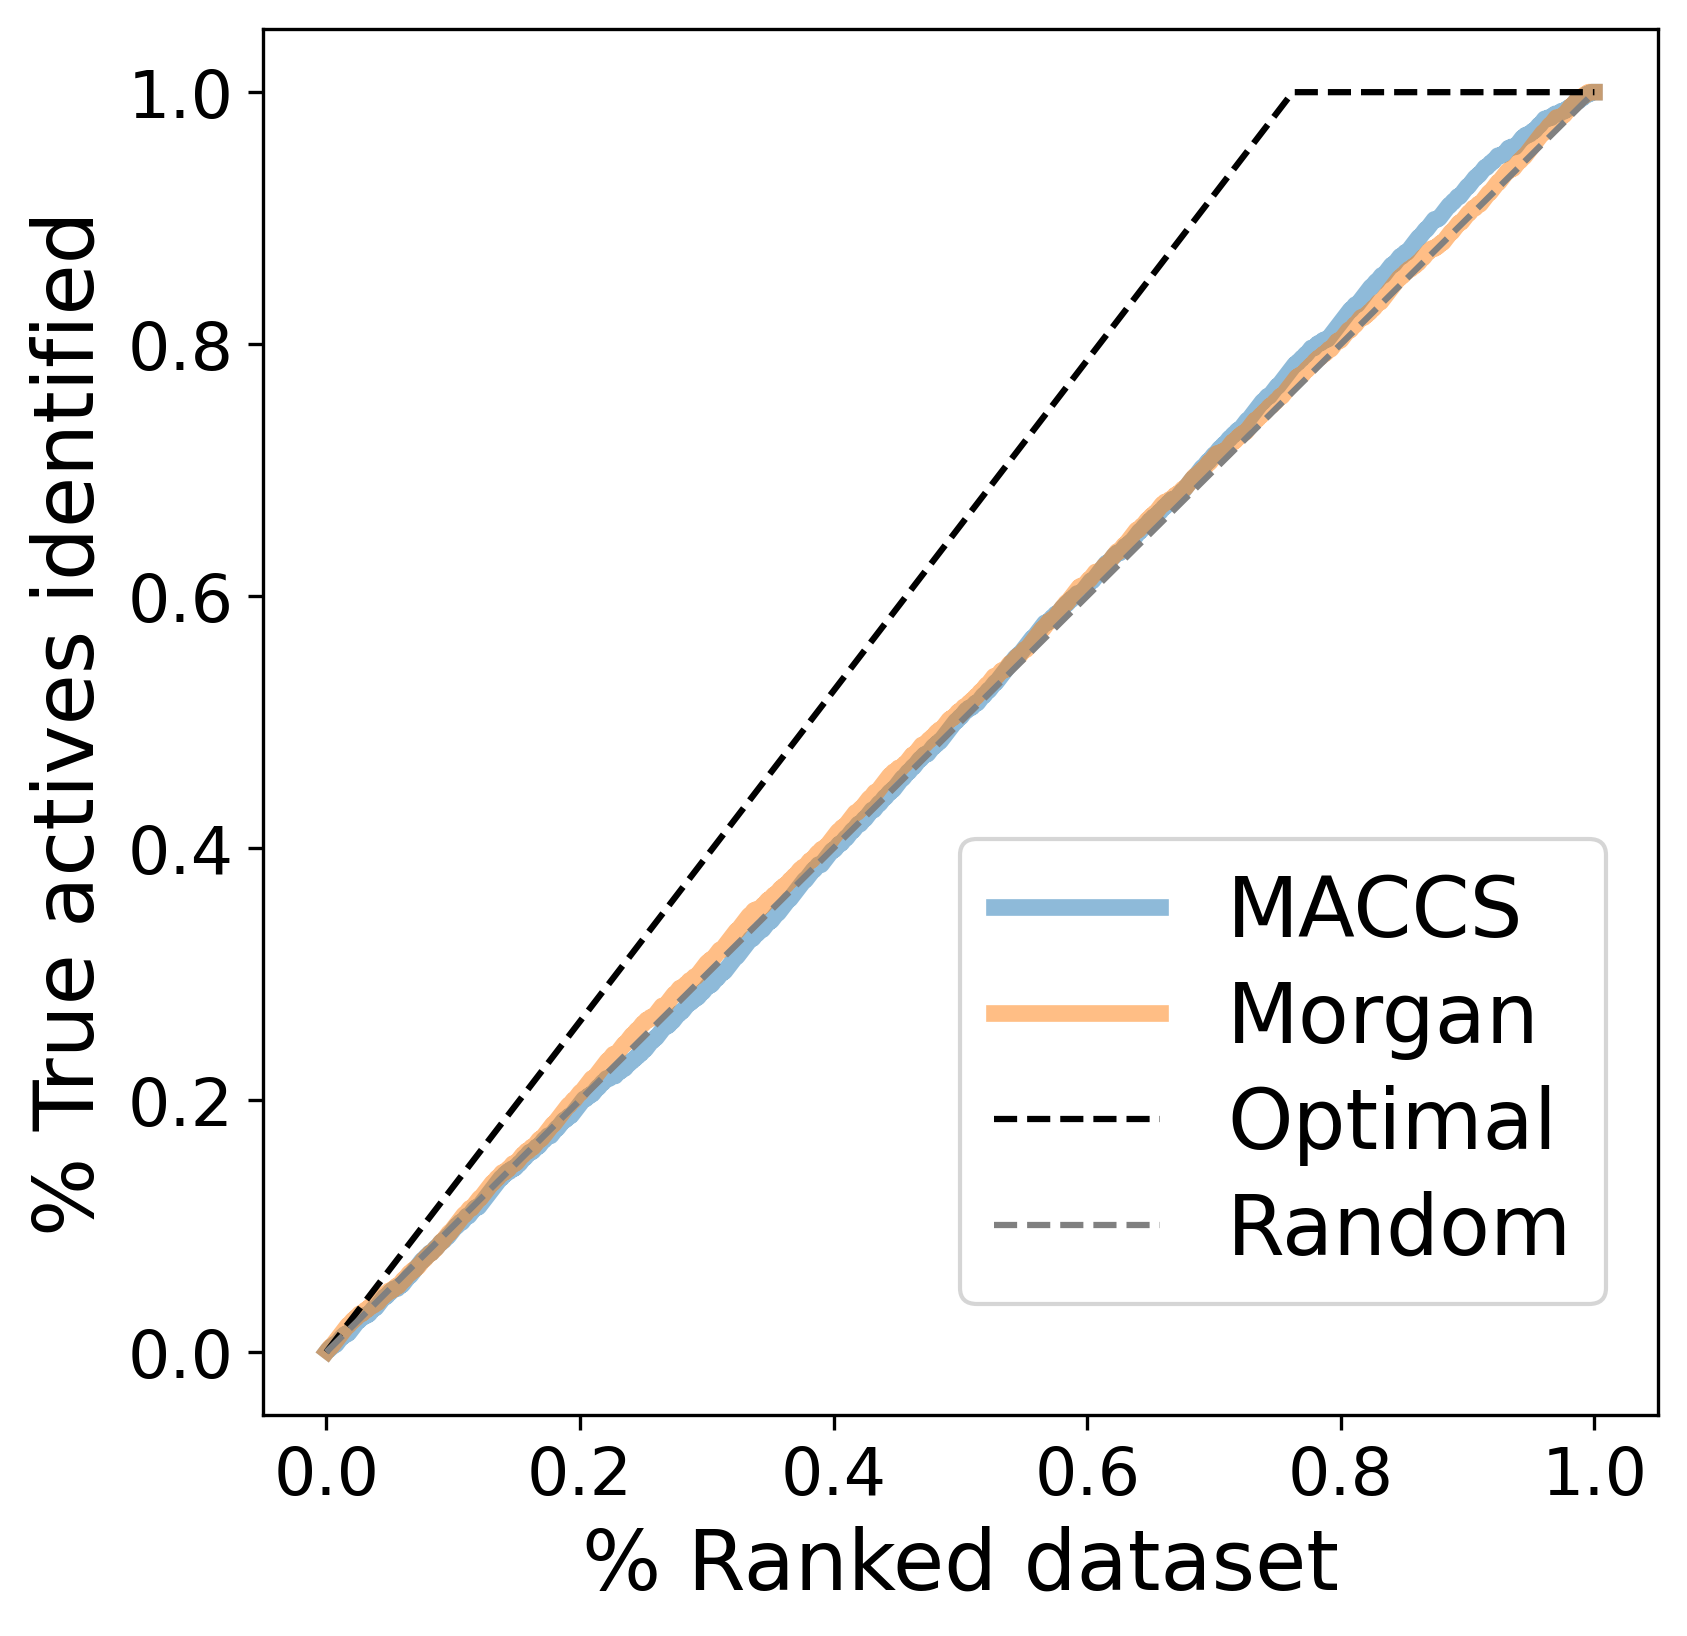 % True actives identified
1.0
0.8
0.6
0.4
0.2
0.0
MACCS
Morgan
Optimal
Random
0.0 0.2 0.4 0.6 0.8 1.0
% Ranked dataset